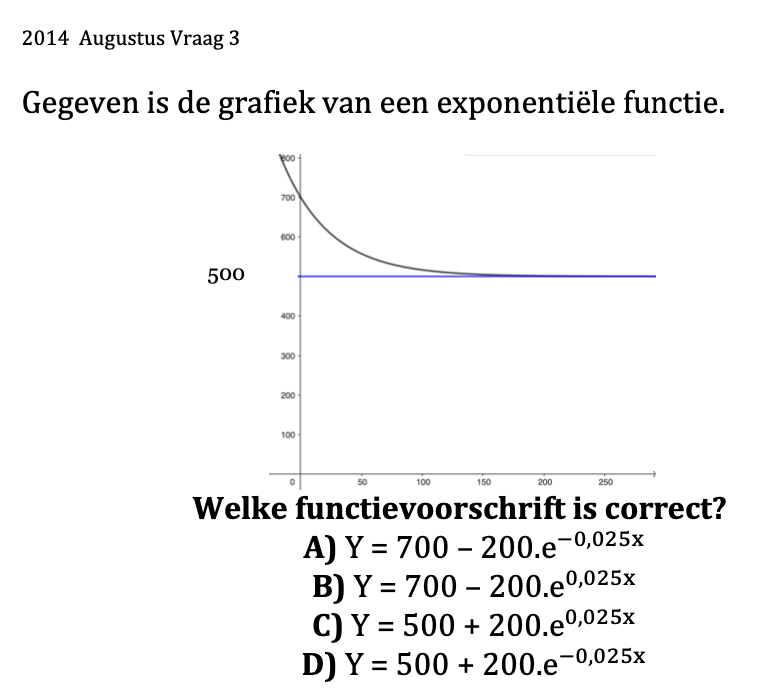 2014 Augustus Vraag 3
Gegeven is de grafiek van een exponentiële functie.
800
700
600
500
400
300
200
100
0 50 100 150 200 250
Welke functievoorschrift is correct?
A) Y = 700 – 200.e⁻⁰,⁰²⁵ˣ
B) Y = 700 – 200.e⁰,⁰²⁵ˣ
C) Y = 500 + 200.e⁰,⁰²⁵ˣ
D) Y = 500 + 200.e⁻⁰,⁰²⁵ˣ